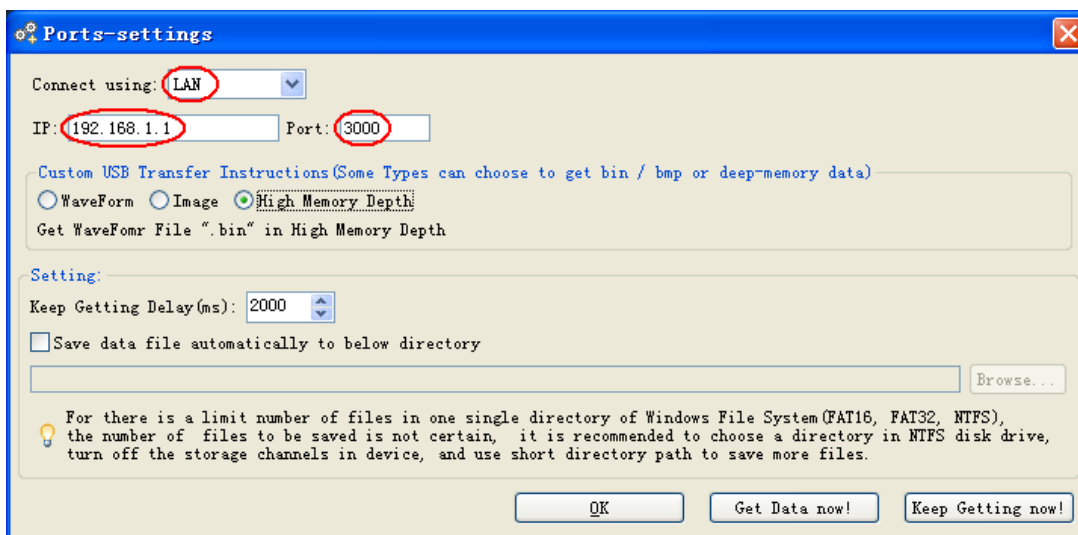 Ports-settings
Connect using: LAN
IP: 192.168.1.1 Port: 3000
Custom USB Transfer Instructions(Some Types can choose to get bin / bmp or deep-memory data)
WaveForm Image High Memory Depth
Get WaveFomr File ".bin" in High Memory Depth
Setting:
Keep Getting Delay(ms): 2000
Save data file automatically to below directory
Browse...
For there is a limit number of files in one single directory of Windows File System(FAT16, FAT32, NTFS),
the number of files to be saved is not certain, it is recommended to choose a directory in NTFS disk drive,
turn off the storage channels in device, and use short directory path to save more files.
OK Get Data now! Keep Getting now!